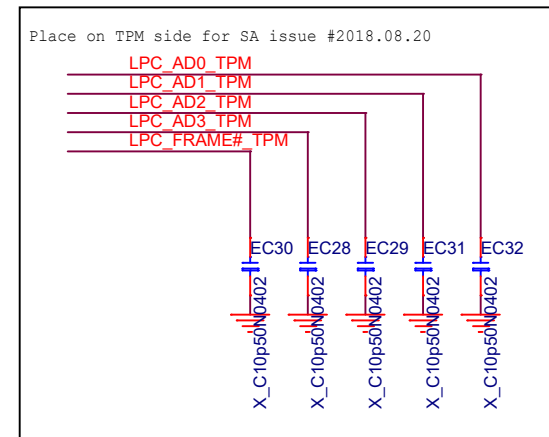 Place on TPM side for SA issue #2018.08.20
LPC_AD0_TPM
LPC_AD1_TPM
LPC_AD2_TPM
LPC_AD3_TPM
LPC_FRAME#_TPM
EC30
EC28
EC29
EC31
EC32
X_C10p50N0402
X_C10p50N0402
X_C10p50N0402
X_C10p50N0402
X_C10p50N0402